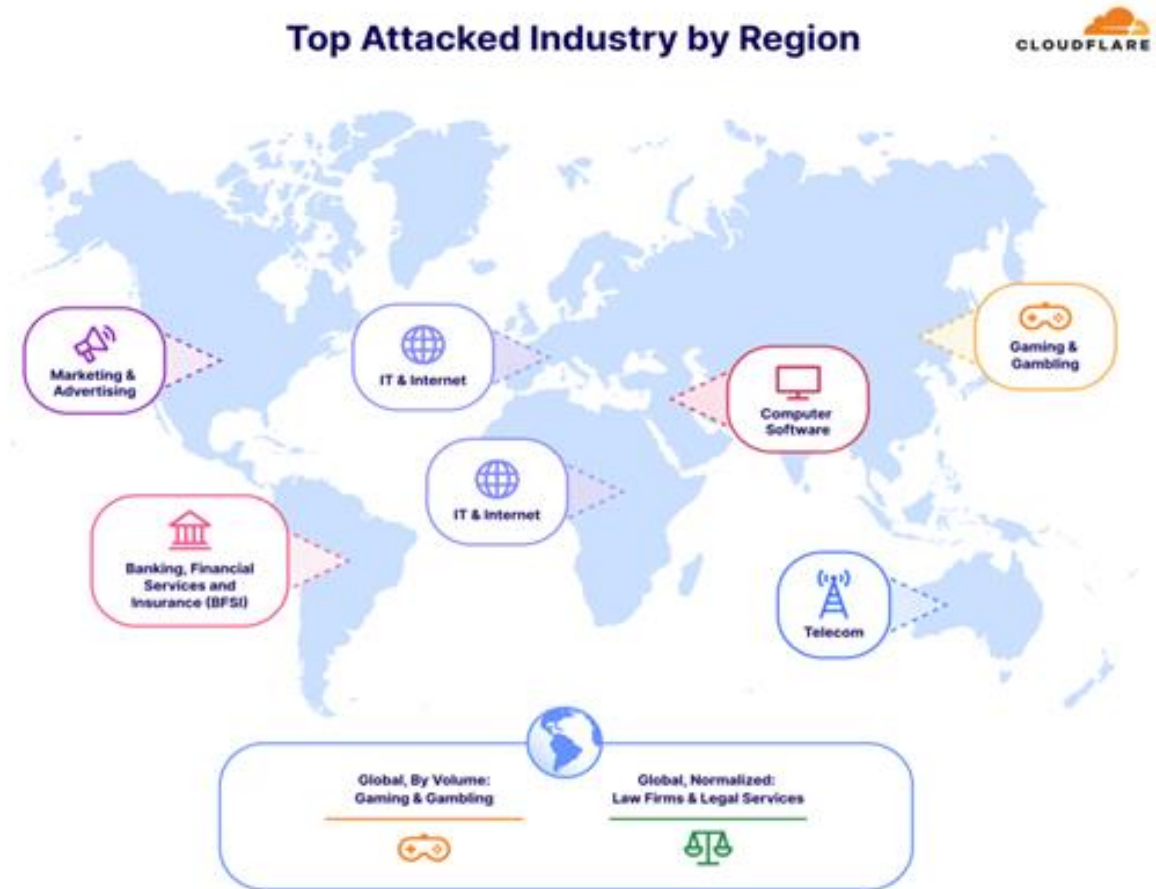 Top Attacked Industry by Region
CLOUDFLARE
Marketing &
Advertising
IT & Internet
Gaming &
Gambling
Computer
Software
IT & Internet
Banking, Financial
Services and
Insurance (BFSI)
Telecom
Global, By Volume:
Gaming & Gambling
Global, Normalized:
Law Firms & Legal Services